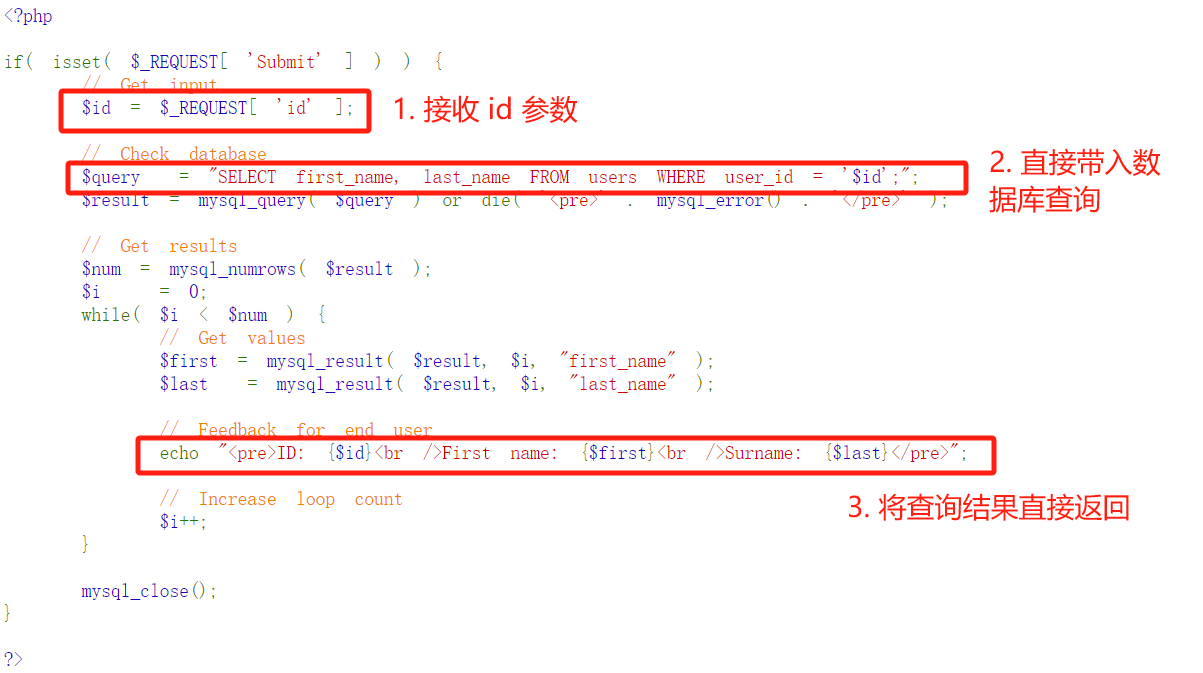 <?php
if( isset( $_REQUEST[ 'Submit' ] ) ) {
// Get input
$id = $_REQUEST[ 'id' ];
1. 接收 id 参数
// Check database
$query = "SELECT first_name, last_name FROM users WHERE user_id = '$id';";
2. 直接带入数
据库查询
$result = mysql_query( $query ) or die( '<pre>' . mysql_error() . '</pre>' );
// Get results
$num = mysql_numrows( $result );
$i = 0;
while( $i < $num ) {
// Get values
$first = mysql_result( $result, $i, "first_name" );
$last = mysql_result( $result, $i, "last_name" );
// Feedback for end user
echo "<pre>ID: {$id}<br />First name: {$first}<br />Surname: {$last}</pre>";
3. 将查询结果直接返回
// Increase loop count
$i++;
}
mysql_close();
}
?>